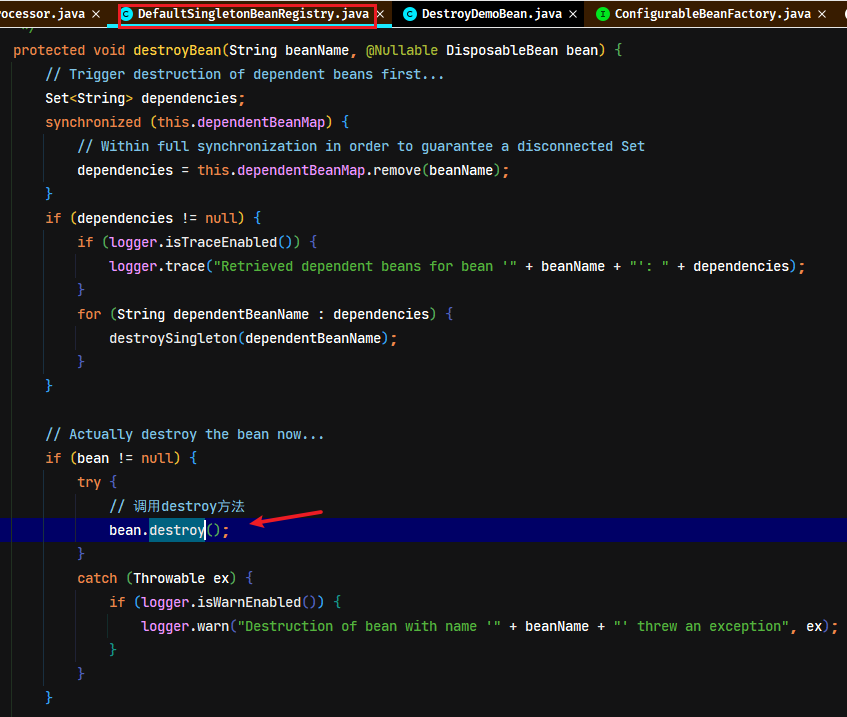 ocessor.java × DefaultSingletonBeanRegistry.java × DestroyDemoBean.java × ConfigurableBeanFactory.java ×
*/
protected void destroyBean(String beanName, @Nullable DisposableBean bean) {
// Trigger destruction of dependent beans first...
Set<String> dependencies;
synchronized (this.dependentBeanMap) {
// Within full synchronization in order to guarantee a disconnected Set
dependencies = this.dependentBeanMap.remove(beanName);
}
if (dependencies != null) {
if (logger.isTraceEnabled()) {
logger.trace("Retrieved dependent beans for bean '" + beanName + "': " + dependencies);
}
for (String dependentBeanName : dependencies) {
destroySingleton(dependentBeanName);
}
}
// Actually destroy the bean now...
if (bean != null) {
try {
// 调用destroy方法
bean.destroy();
}
catch (Throwable ex) {
if (logger.isWarnEnabled()) {
logger.warn("Destruction of bean with name '" + beanName + "' threw an exception", ex);
}
}
}